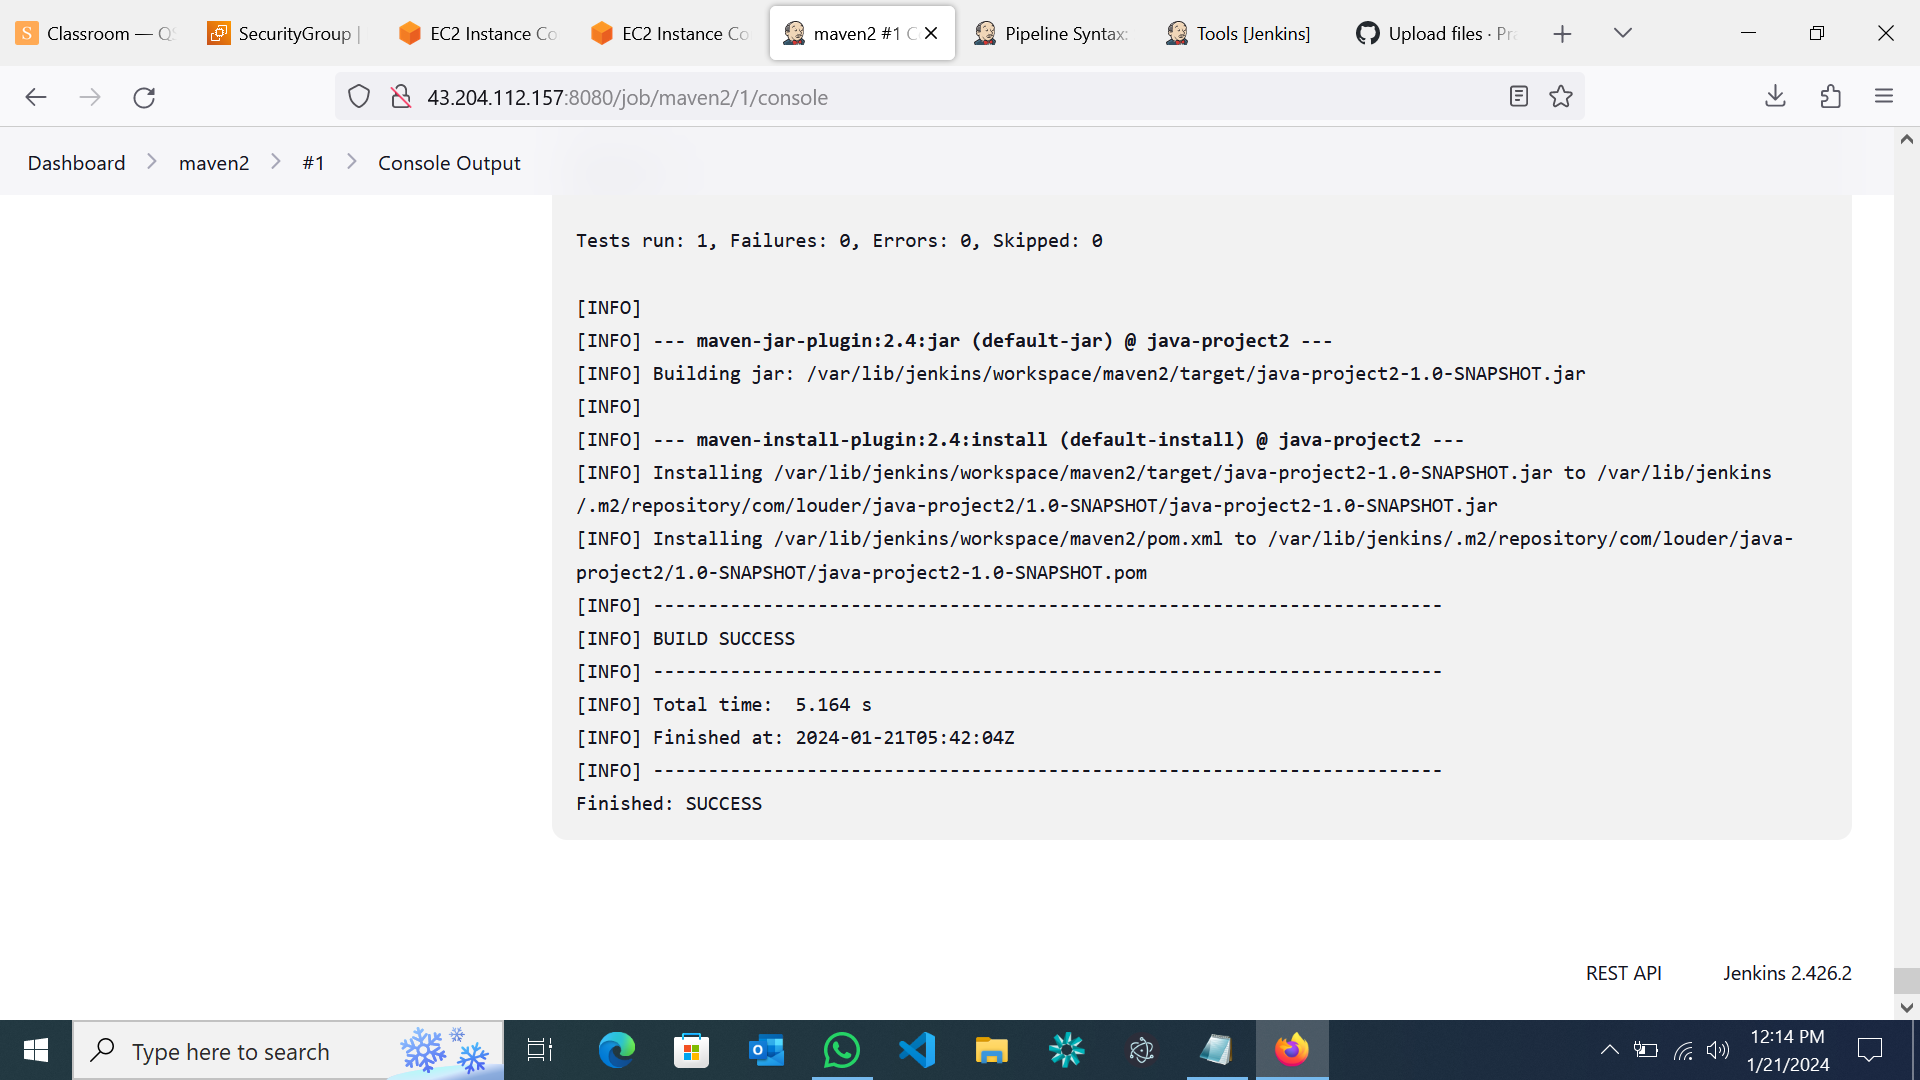 Classroom — QS
SecurityGroup |
EC2 Instance Co
EC2 Instance Co
maven2 #1 C
Pipeline Syntax:
Tools [Jenkins]
Upload files · Pra
43.204.112.157:8080/job/maven2/1/console
Dashboard
maven2
#1
Console Output
Tests run: 1, Failures: 0, Errors: 0, Skipped: 0
[INFO]
[INFO] --- maven-jar-plugin:2.4:jar (default-jar) @ java-project2 ---
[INFO] Building jar: /var/lib/jenkins/workspace/maven2/target/java-project2-1.0-SNAPSHOT.jar
[INFO]
[INFO] --- maven-install-plugin:2.4:install (default-install) @ java-project2 ---
[INFO] Installing /var/lib/jenkins/workspace/maven2/target/java-project2-1.0-SNAPSHOT.jar to /var/lib/jenkins
/.m2/repository/com/louder/java-project2/1.0-SNAPSHOT/java-project2-1.0-SNAPSHOT.jar
[INFO] Installing /var/lib/jenkins/workspace/maven2/pom.xml to /var/lib/jenkins/.m2/repository/com/louder/java-
project2/1.0-SNAPSHOT/java-project2-1.0-SNAPSHOT.pom
[INFO] ------------------------------------------------------------------------
[INFO] BUILD SUCCESS
[INFO] ------------------------------------------------------------------------
[INFO] Total time:  5.164 s
[INFO] Finished at: 2024-01-21T05:42:04Z
[INFO] ------------------------------------------------------------------------
Finished: SUCCESS
REST API
Jenkins 2.426.2
Type here to search
12:14 PM
1/21/2024